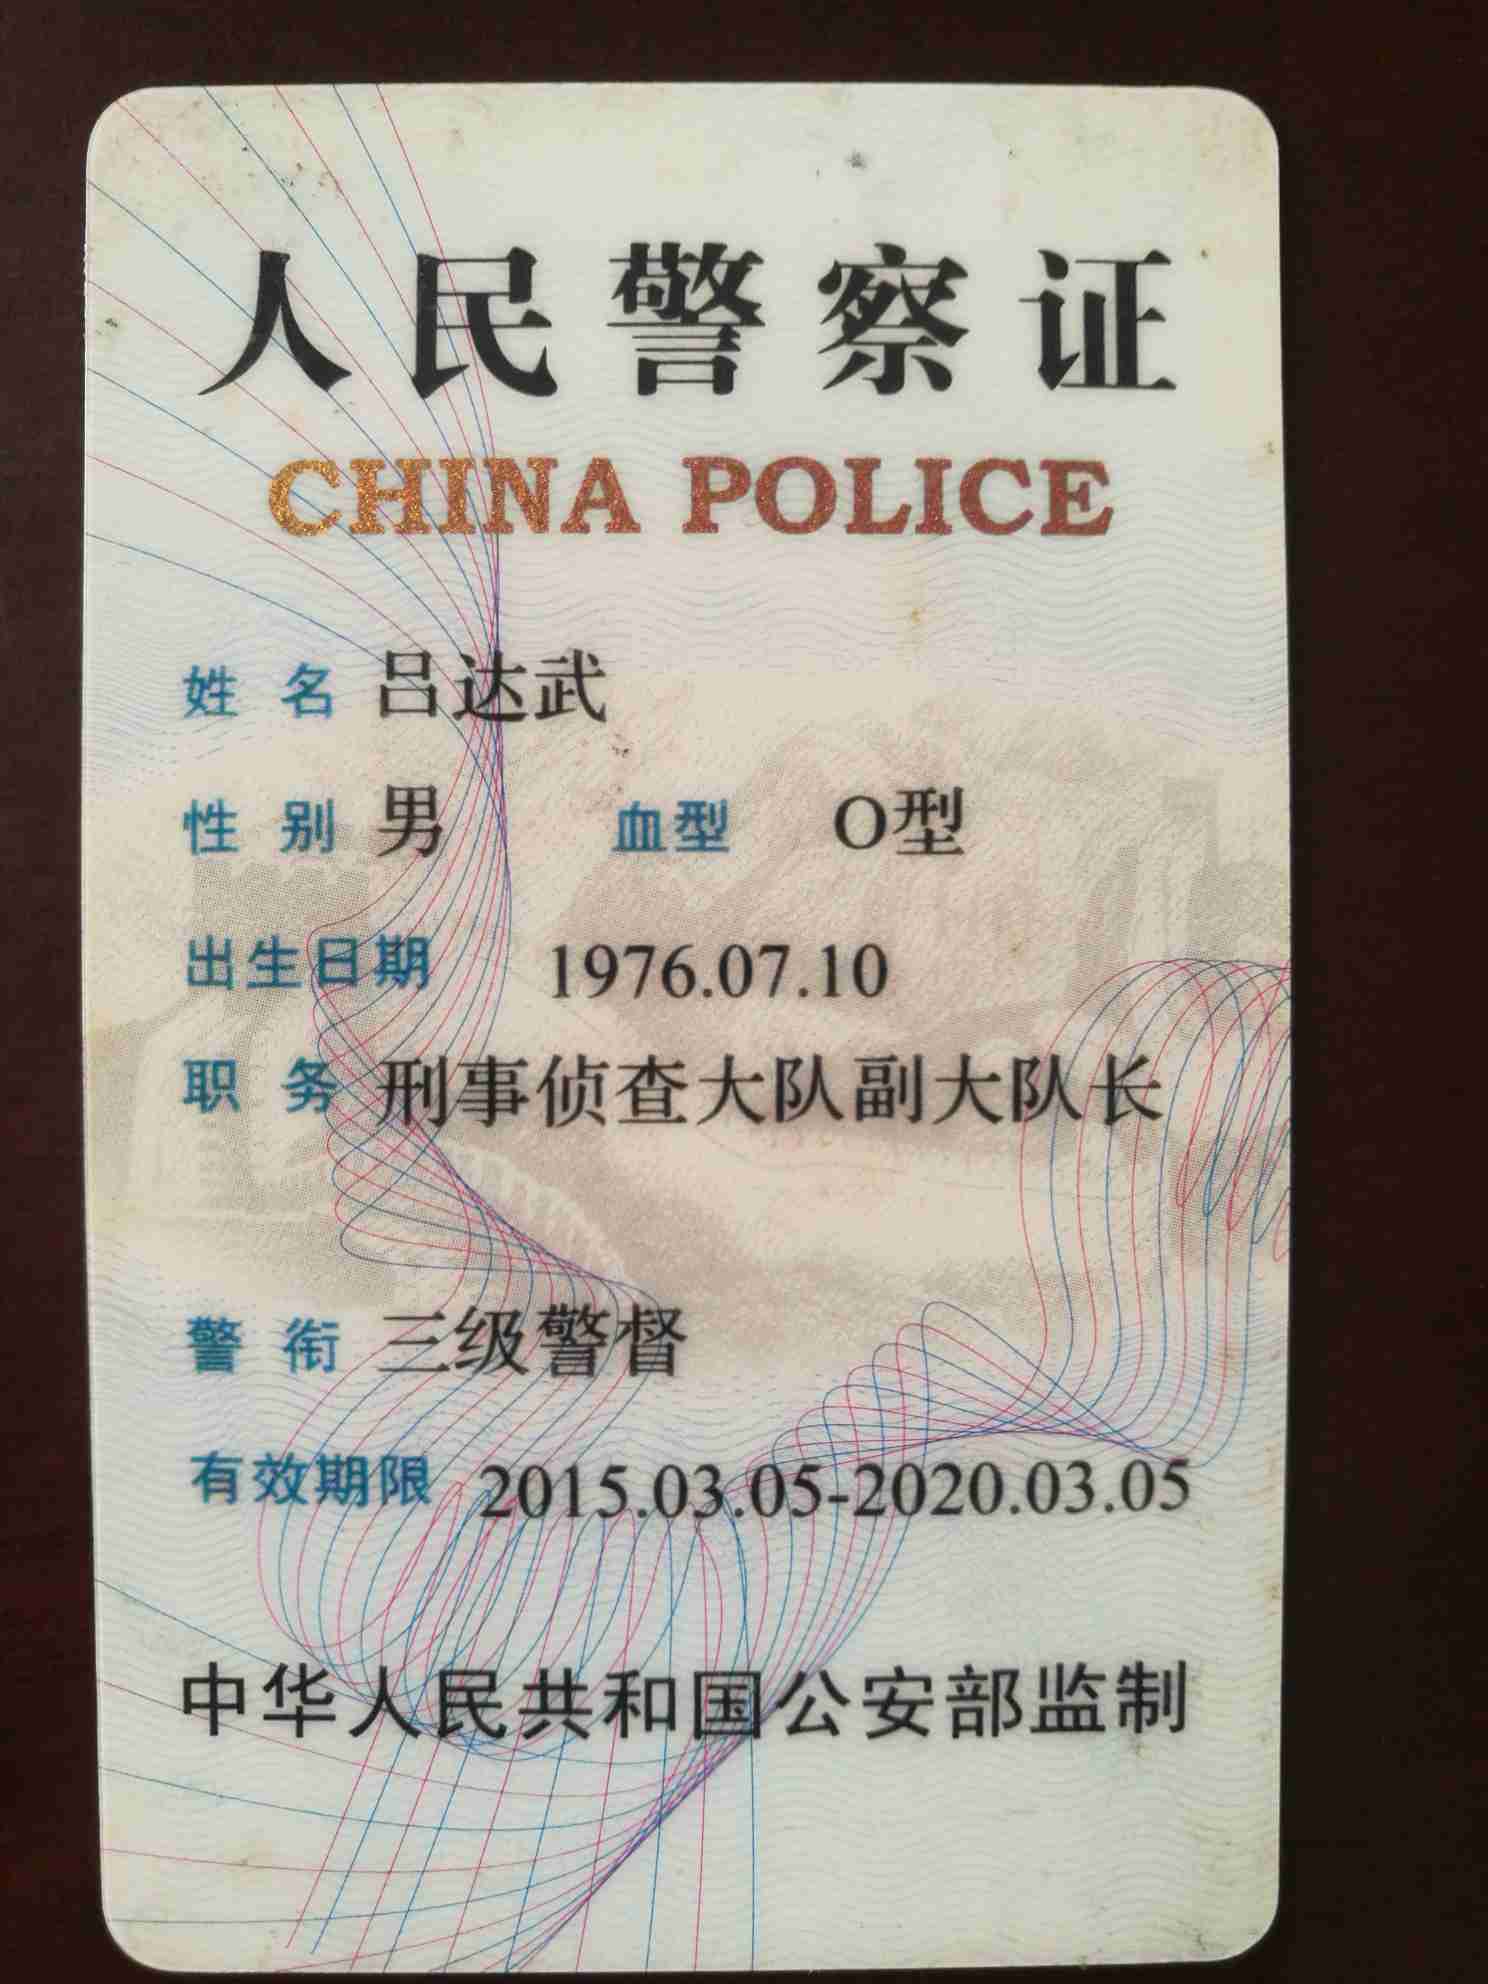 人民警察证
CHINA POLICE
姓名 吕达武
性别 男 血型 O型
出生日期 1976.07.10
职务 刑事侦查大队副大队长
警衔 三级警督
有效期限 2015.03.05-2020.03.05
中华人民共和国公安部监制